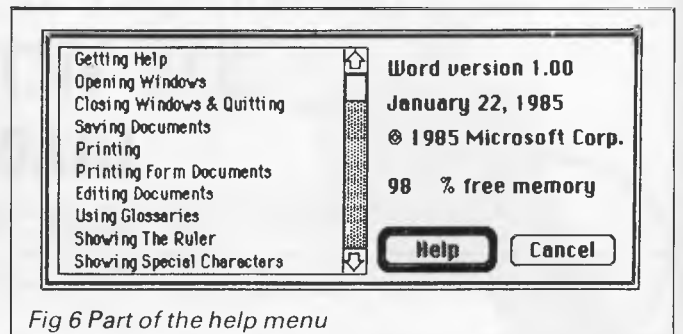 Getting Help
Opening Windows
Closing Windows & Quitting
Saving Documents
Printing
Printing Form Documents
Editing Documents
Using Glossaries
Showing The Ruler
Showing Special Characters
Word version 1.00
January 22, 1985
© 1985 Microsoft Corp.
98 % free memory
Help
Cancel
Fig 6 Part of the help menu